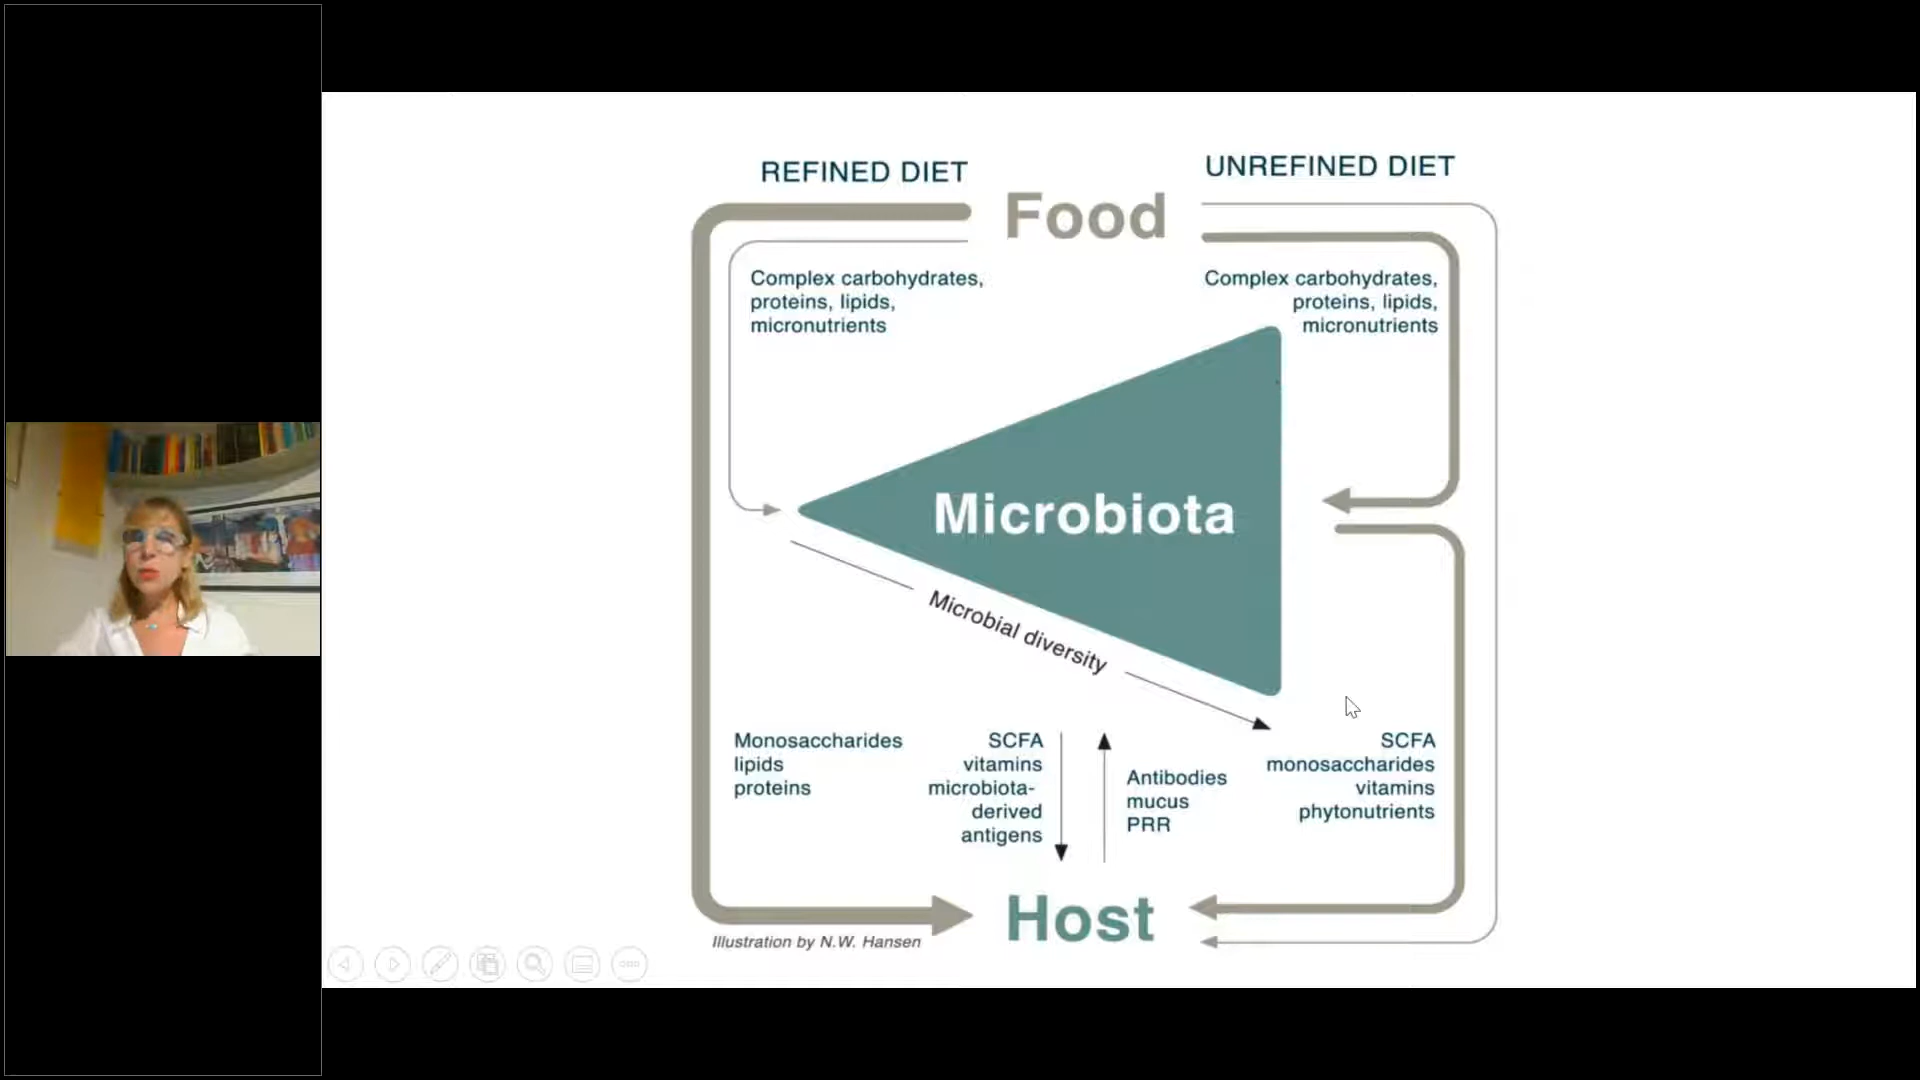 REFINED DIET
UNREFINED DIET
Food
Complex carbohydrates,
proteins, lipids,
micronutrients
Complex carbohydrates,
proteins, lipids,
micronutrients
Microbiota
Microbial diversity
Monosaccharides
lipids
proteins
SCFA
vitamins
microbiota-
derived
antigens
Antibodies
mucus
PRR
SCFA
monosaccharides
vitamins
phytonutrients
Host
Illustration by N.W. Hansen